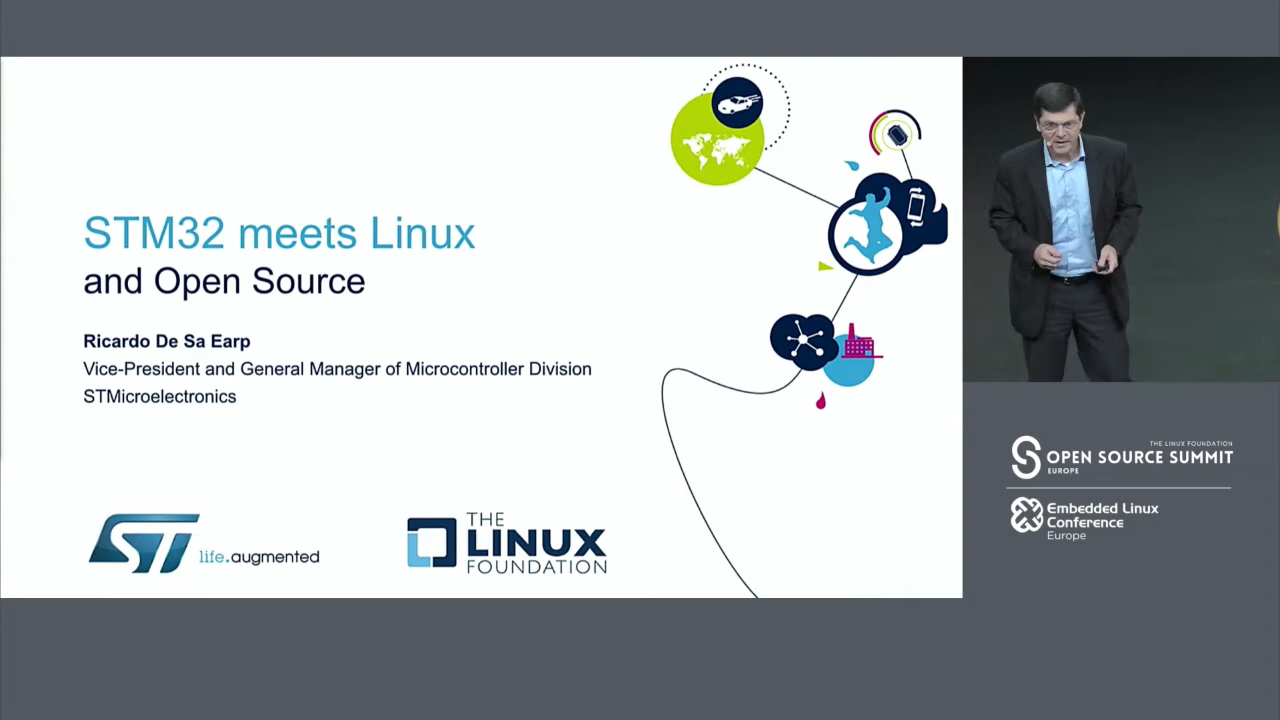 STM32 meets Linux
and Open Source
Ricardo De Sa Earp
Vice-President and General Manager of Microcontroller Division
STMicroelectronics
ST life.augmented
THE
LINUX
FOUNDATION
THE LINUX FOUNDATION
OPEN SOURCE SUMMIT
EUROPE
Embedded Linux
Conference
Europe